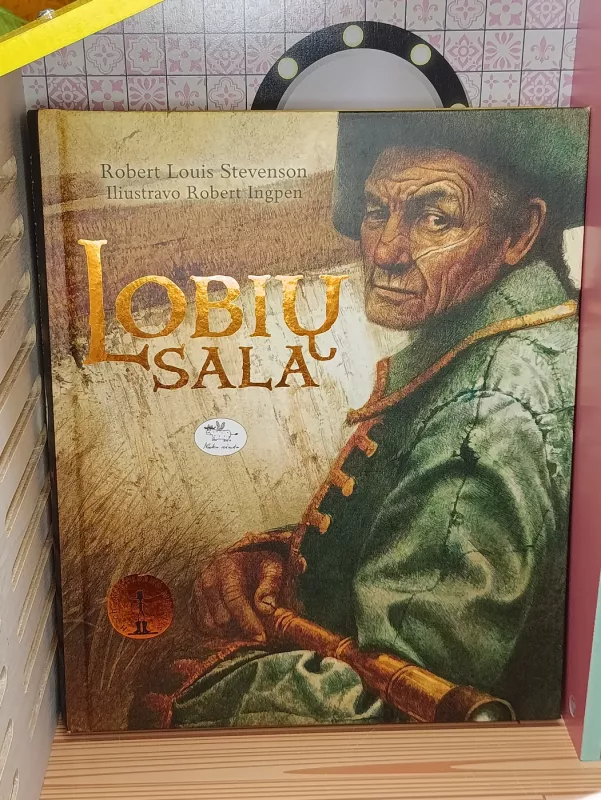 Robert Louis Stevenson
Iliustravo Robert Ingpen
LOBIŲ
SALA